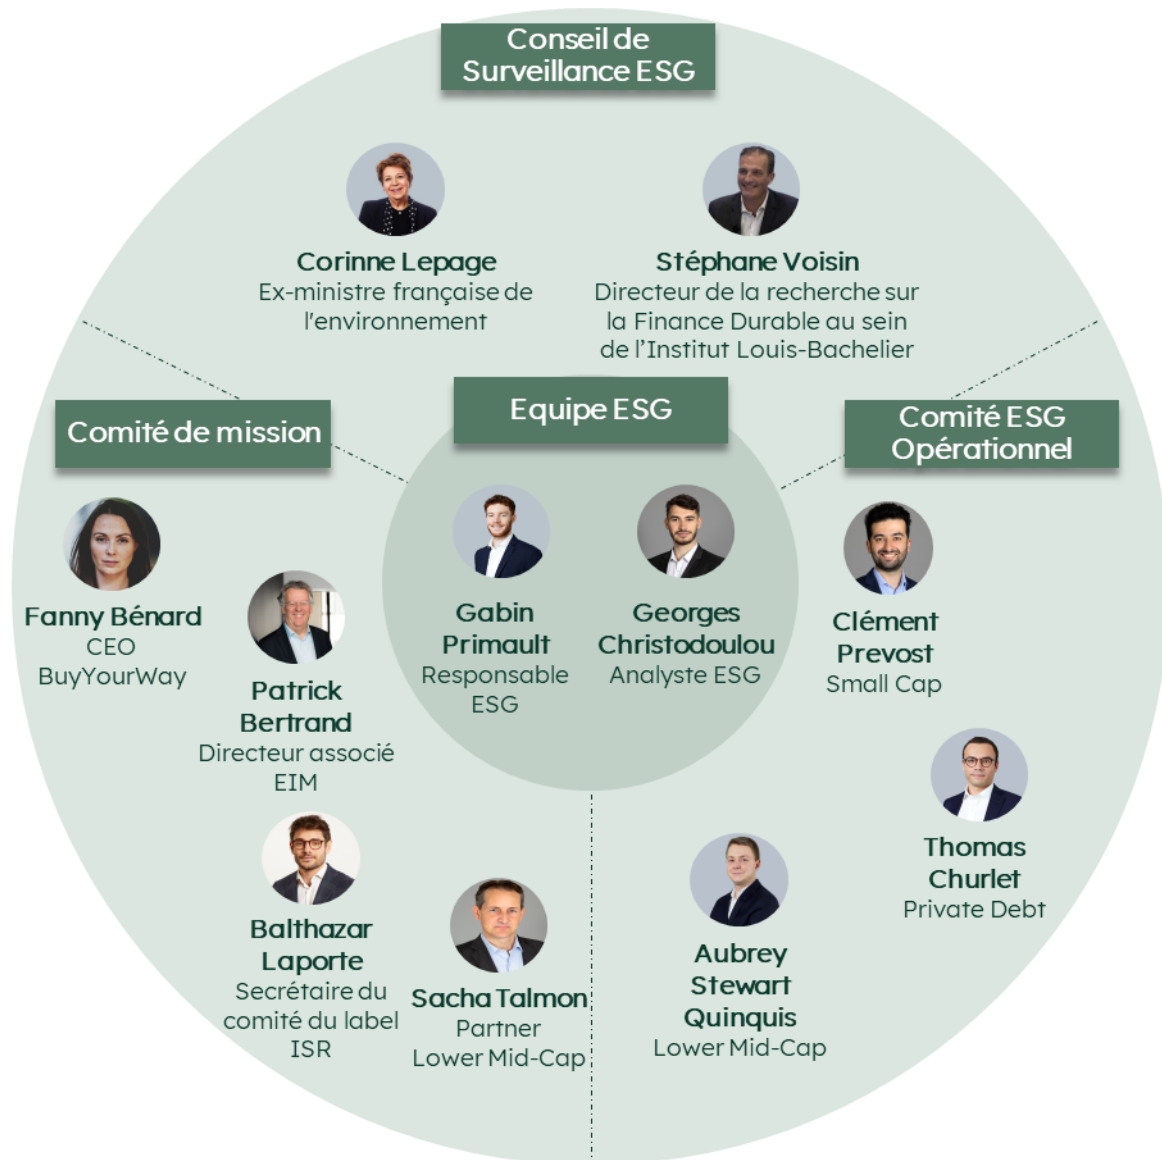 Conseil de
Surveillance ESG
Corinne Lepage
Ex-ministre française de
l'environnement
Stéphane Voisin
Directeur de la recherche sur
la Finance Durable au sein
de l’Institut Louis-Bachelier
Comité de mission
Fanny Bénard
CEO
BuyYourWay
Patrick
Bertrand
Directeur associé
EIM
Balthazar
Laporte
Secrétaire du
comité du label
ISR
Sacha Talmon
Partner
Lower Mid-Cap
Equipe ESG
Gabin
Primault
Responsable
ESG
Georges
Christodoulou
Analyste ESG
Comité ESG
Opérationnel
Clément
Prevost
Small Cap
Thomas
Churlet
Private Debt
Aubrey
Stewart
Quinquis
Lower Mid-Cap